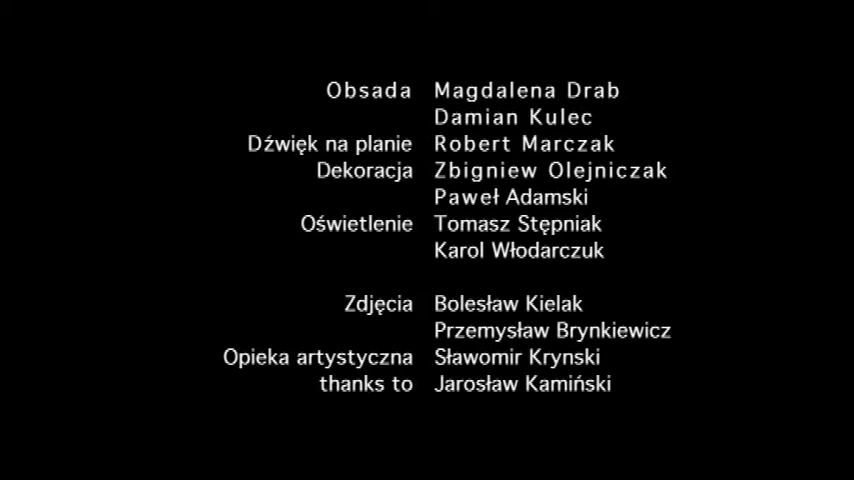 Obsada Magdalena Drab
Damian Kulec
Dźwięk na planie Robert Marczak
Dekoracja Zbigniew Olejniczak
Paweł Adamski
Oświetlenie Tomasz Stępniak
Karol Włodarczuk
Zdjęcia Bolesław Kielak
Przemysław Brynkiewicz
Opieka artystyczna Sławomir Krynski
thanks to Jarosław Kamiński